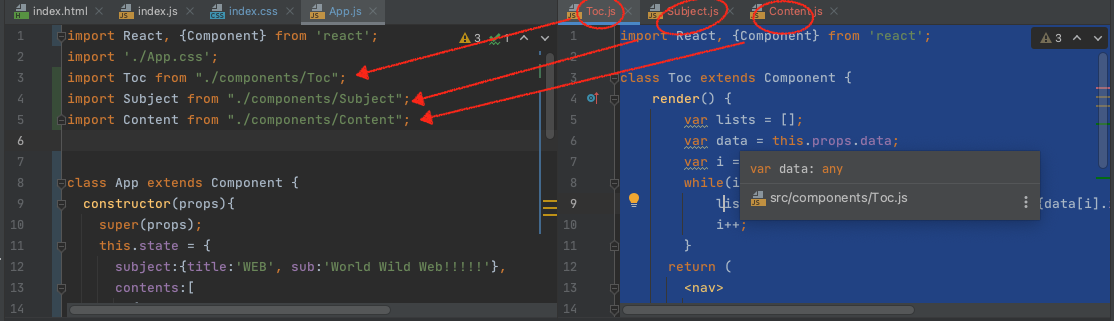 index.html index.js index.css App.js
1 import React, {Component} from 'react'; 3 1
2 import './App.css';
3 import Toc from "./components/Toc";
4 import Subject from "./components/Subject";
5 import Content from "./components/Content";
6
7
8 class App extends Component {
9 constructor(props){
10 super(props);
11 this.state = {
12 subject:{title:'WEB', sub:'World Wild Web!!!!!'},
13 contents:[
14
Toc.js Subject.js Content.js
1 import React, {Component} from 'react'; 3
2
3 class Toc extends Component {
4 render() {
5 var lists = [];
6 var data = this.props.data;
7 var i =
8 while(i
9 lis {data[i].
10 i++;
11 }
12 return (
13 <nav>
14
var data: any
src/components/Toc.js